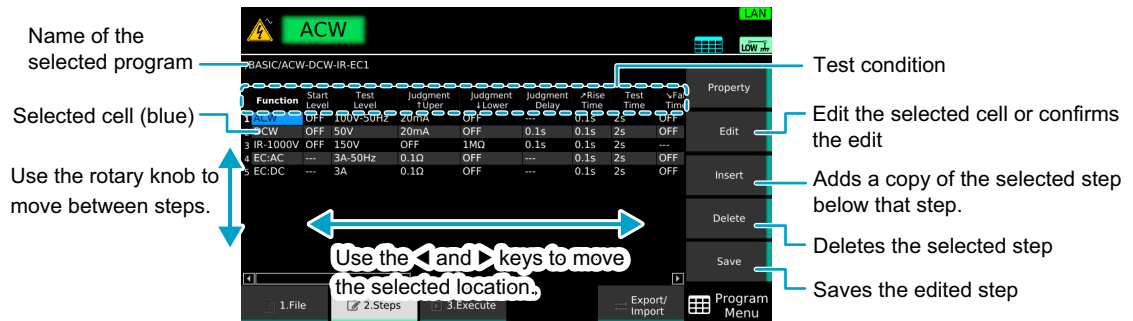 LAN
ACW
LOW
Name of the
selected program
/BASIC/ACW-DCW-IR-EC1
Test condition
Property
Function Start Level Test Level Judgment ↑Uper Judgment ↓Lower Judgment Delay ↗Rise Time Test Time ↘Fal Time
Selected cell (blue)
1 ACW OFF 100V-50Hz 20mA OFF --- 0.1s 2s OFF
2 DCW OFF 50V 20mA OFF 0.1s 0.1s 2s OFF
3 IR-1000V OFF 150V OFF 1MΩ 0.1s 0.1s 2s ---
4 EC:AC --- 3A-50Hz 0.1Ω OFF --- 0.1s 2s OFF
5 EC:DC --- 3A 0.1Ω OFF --- 0.1s 2s OFF
Edit
Edit the selected cell or confirms
the edit
Use the rotary knob to
move between steps.
Insert
Adds a copy of the selected step
below that step.
Delete
Deletes the selected step
Use the ◁ and ▷ keys to move
the selected location.
Save
Saves the edited step
1.File
2.Steps
3.Execute
Export/
Import
Program
Menu